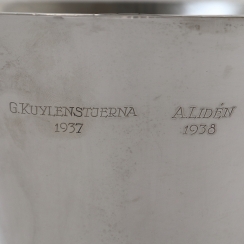 G. KUYLENSTJERNA
1937
A. LIDÉN
1938